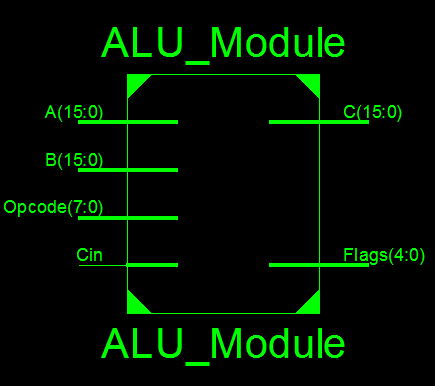 ALU_Module
A(15:0)
C(15:0)
B(15:0)
Opcode(7:0)
Cin
Flags(4:0)
ALU_Module